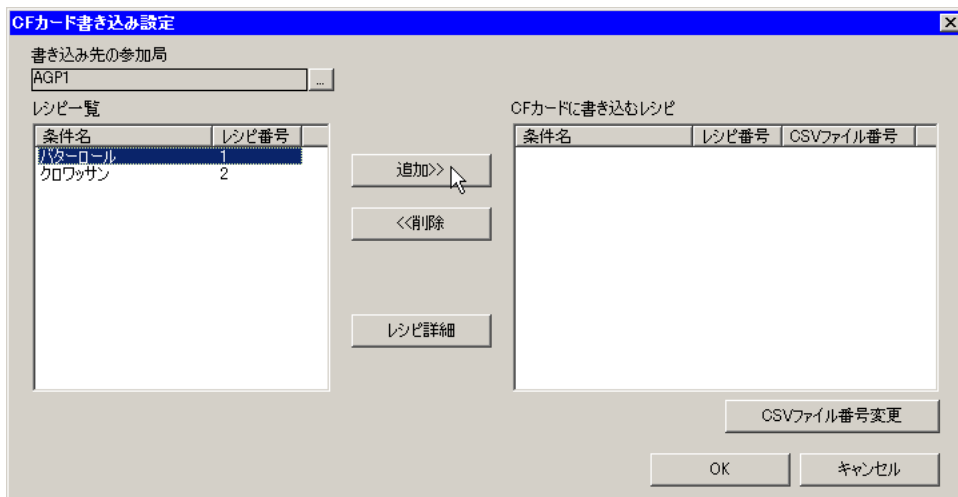 CFカード書き込み設定
書き込み先の参加局
AGP1
...
レシピ一覧
条件名 レシピ番号
バターロール 1
クロワッサン 2
追加>>
<<削除
レシピ詳細
CFカードに書き込むレシピ
条件名 レシピ番号 CSVファイル番号
CSVファイル番号変更
OK キャンセル